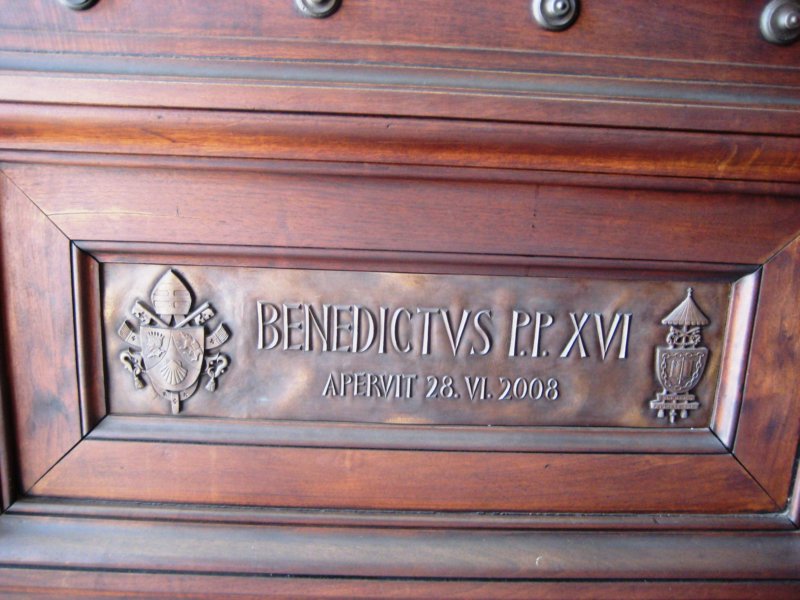 BENEDICTVS P.P. XVI
APERVIT 28. VI. 2008